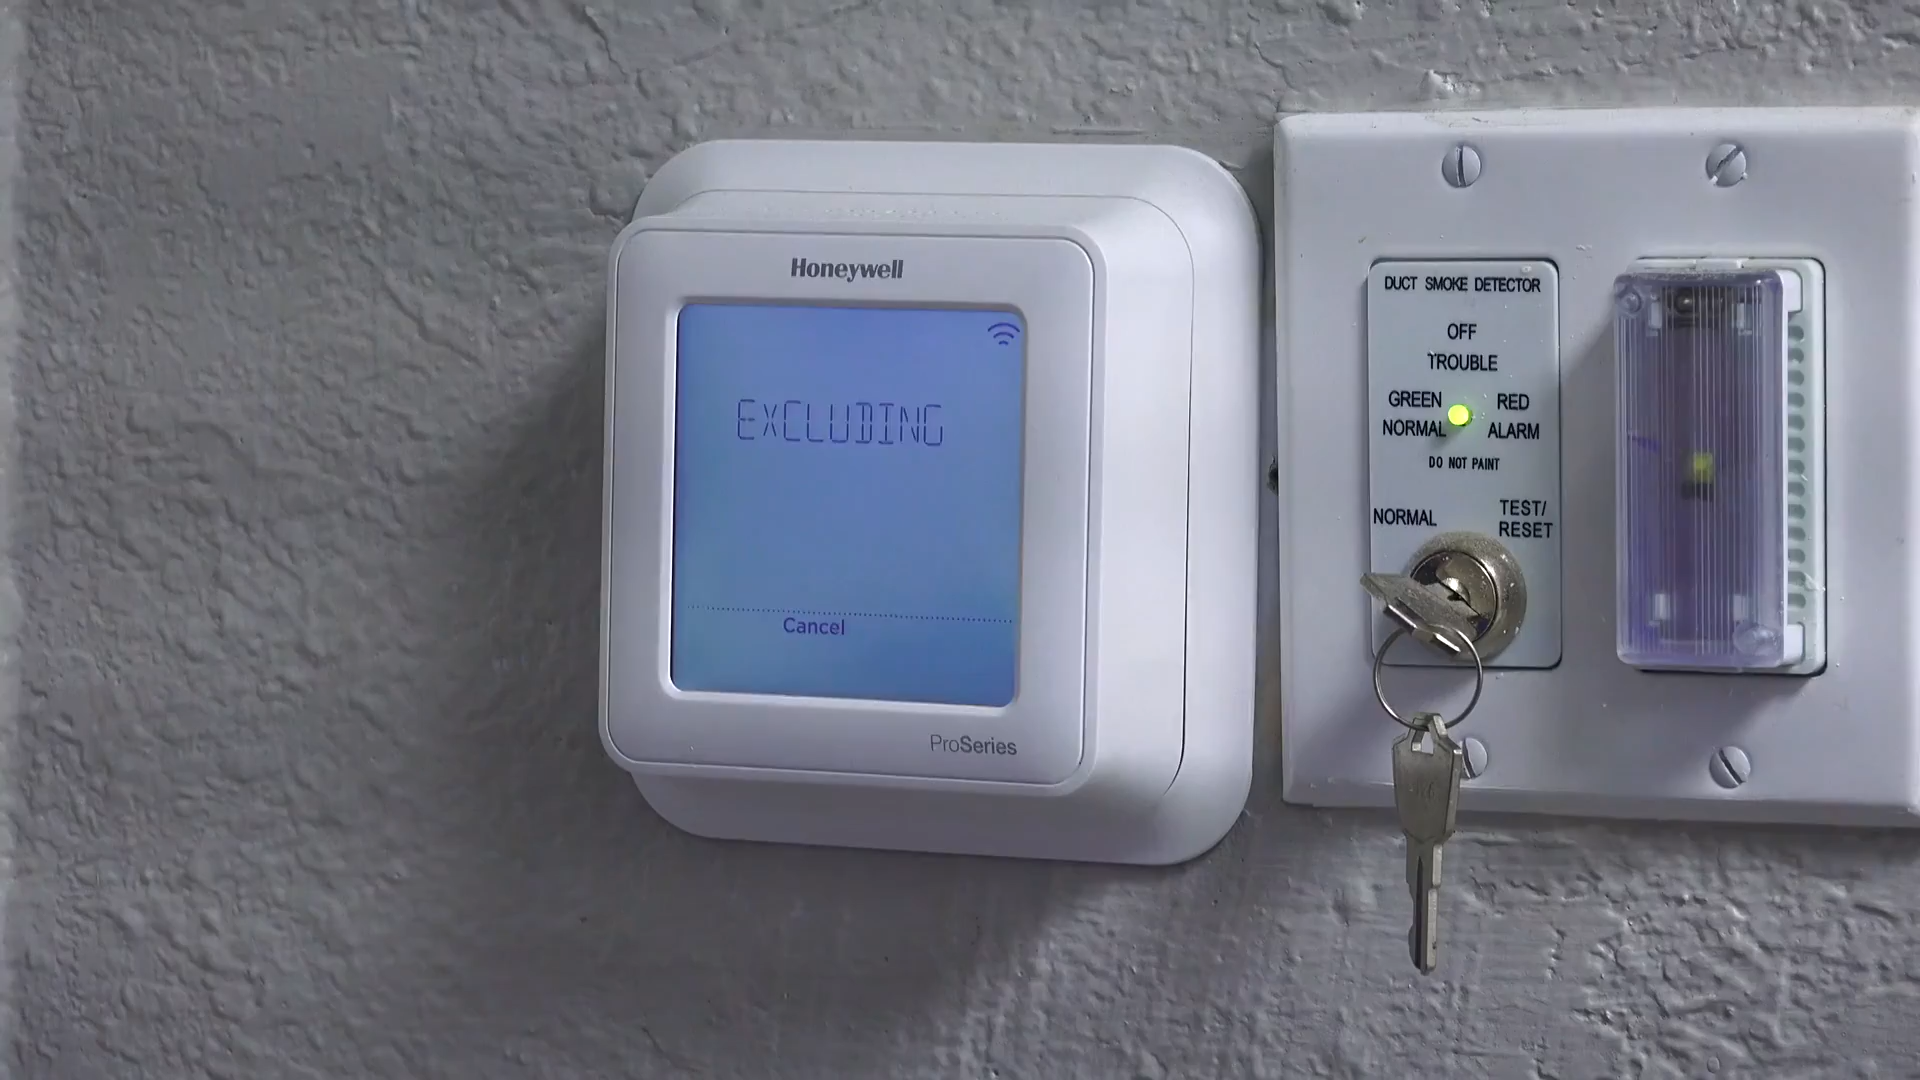 Honeywell
EXCLUDING
Cancel
ProSeries
DUCT SMOKE DETECTOR
OFF
TROUBLE
GREEN RED
NORMAL ALARM
DO NOT PAINT
NORMAL TEST/
RESET